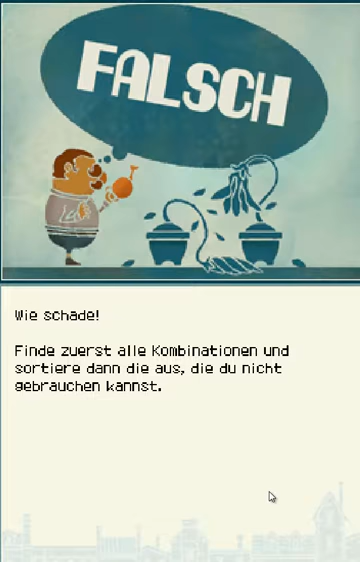 FALSCH
Wie schade!
Finde zuerst alle Kombinationen und
sortiere dann die aus, die du nicht
gebrauchen kannst.